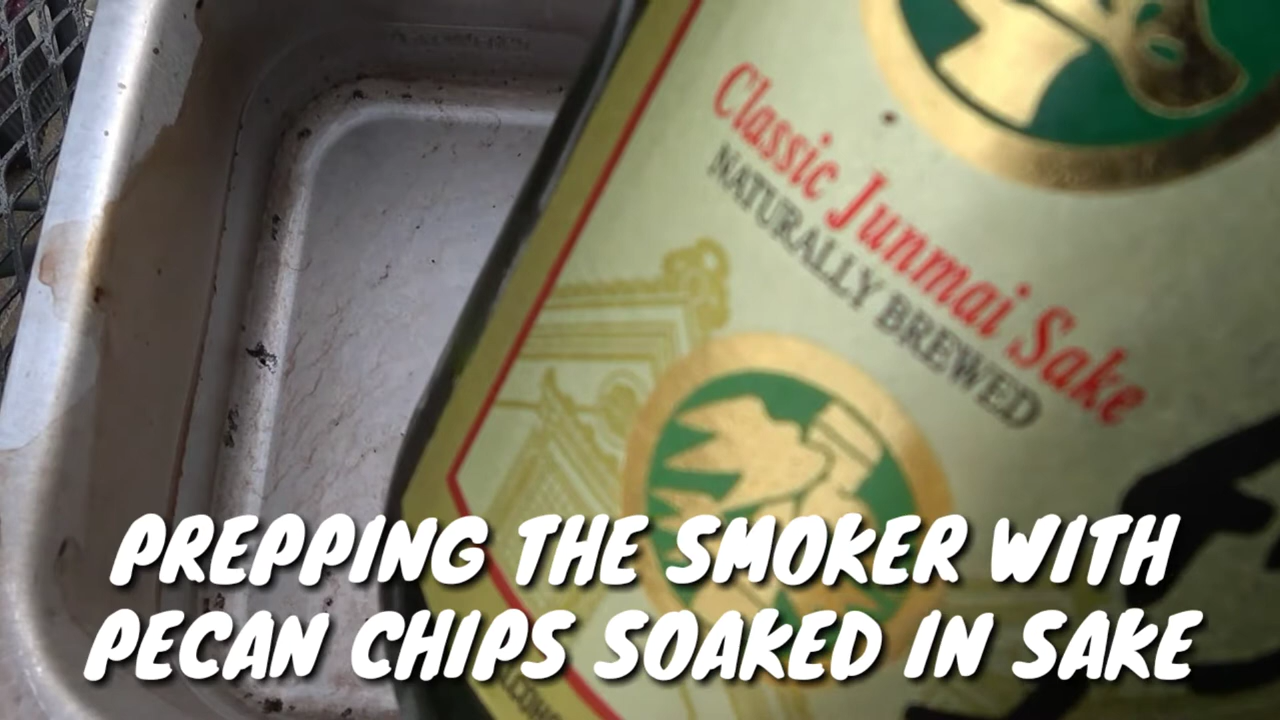 Classic Junmai Sake
NATURALLY BREWED
PREPPING THE SMOKER WITH
PECAN CHIPS SOAKED IN SAKE